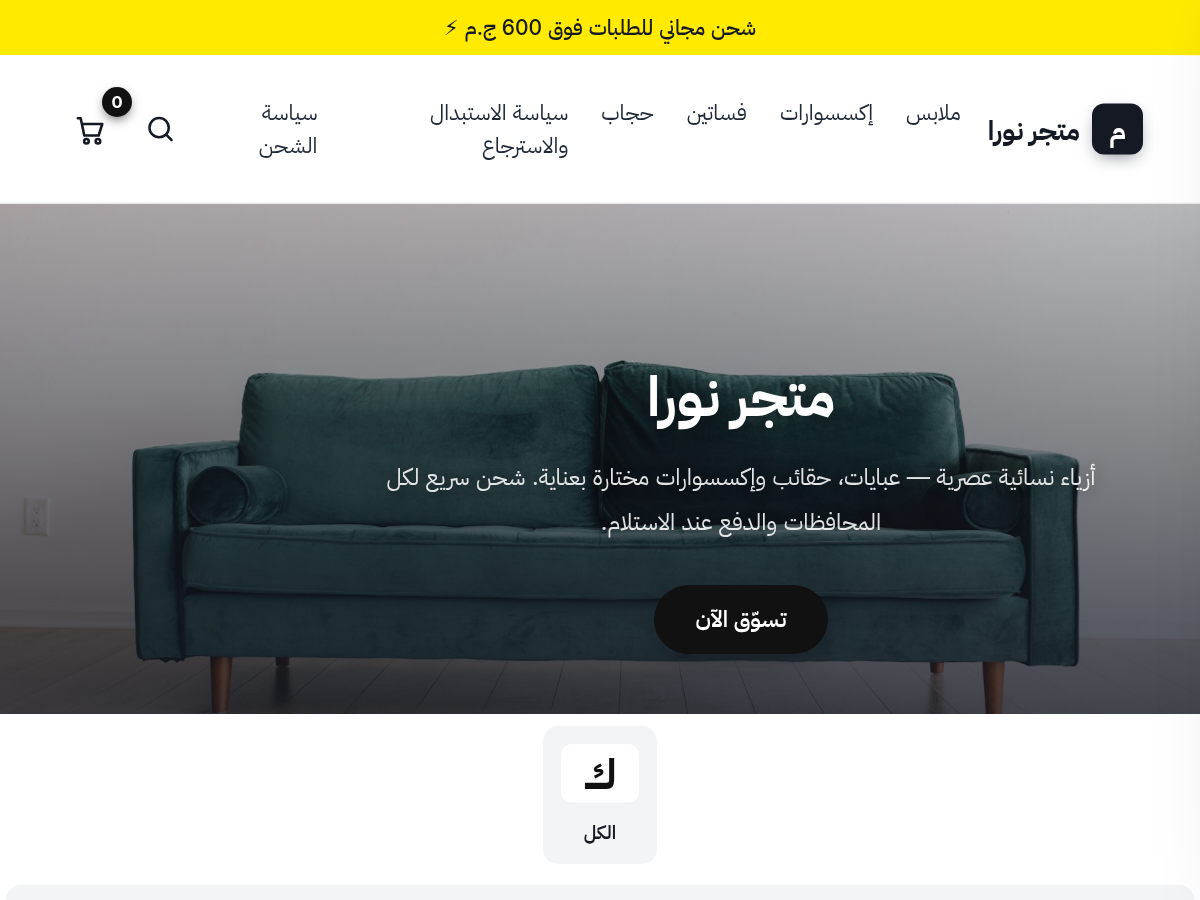 شحن مجاني للطلبات فوق 600 ج.م ⚡
م
متجر نورا
ملابس
إكسسوارات
فساتين
حجاب
سياسة الاستبدال
والاسترجاع
سياسة
الشحن
0
متجر نورا
أزياء نسائية عصرية — عبايات، حقائب وإكسسوارات مختارة بعناية. شحن سريع لكل
المحافظات والدفع عند الاستلام.
تسوّق الآن
ك
الكل